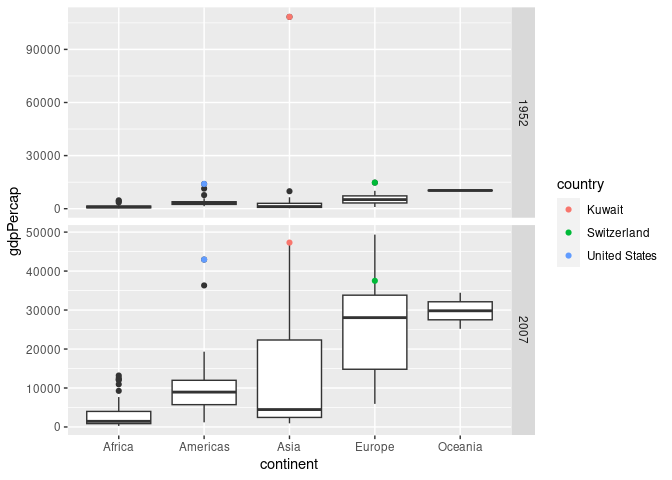 90000
60000
30000
0
1952
50000
40000
30000
20000
10000
0
2007
gdpPercap
Africa Americas Asia Europe Oceania
continent
country
Kuwait
Switzerland
United States